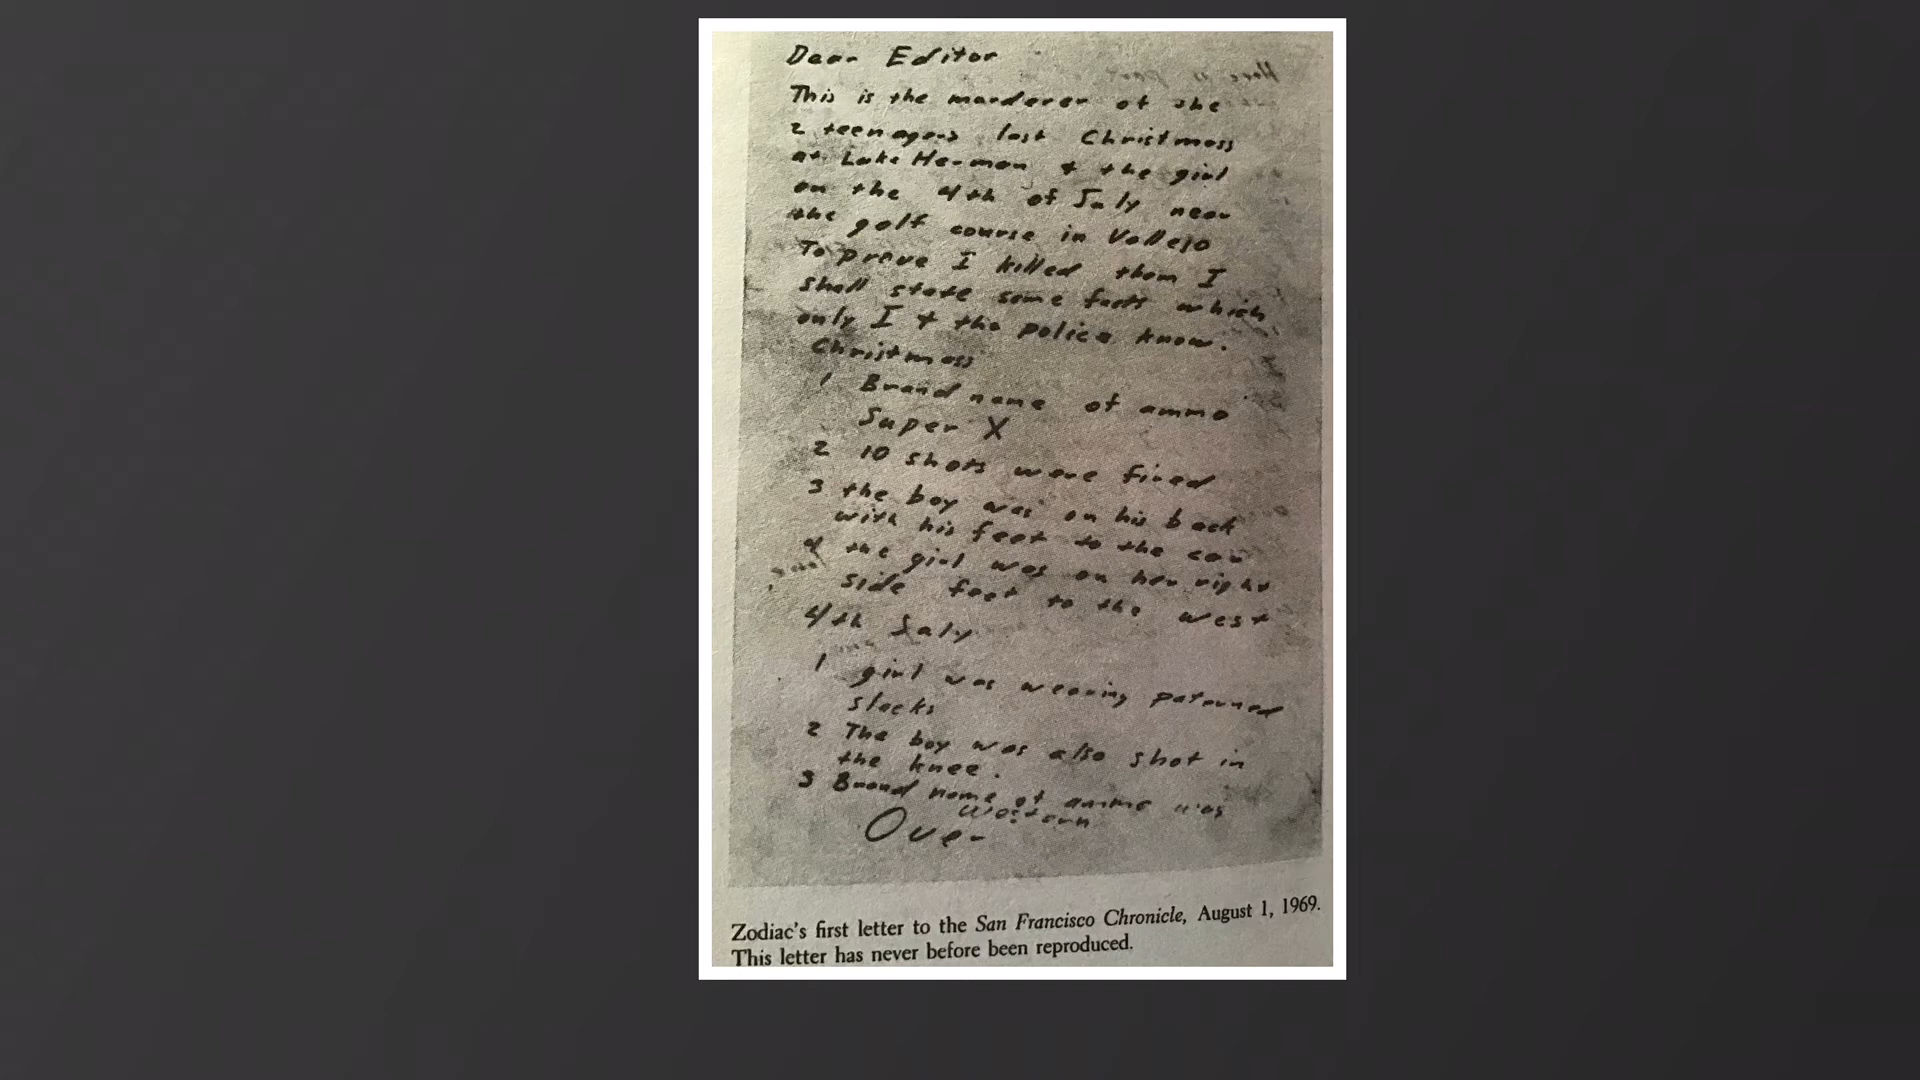 Dear Editor
This is the murderer of the
2 teenagers last Christmass
at Lake Herman & the girl
on the 4th of July near
the golf course in Vallejo
To prove I killed them I
shall state some facts which
only I & the police know.
Christmass
1 Brand name of ammo
Super X
2 10 shots were fired
3 the boy was on his back
with his feet to the car
4 the girl was on her right
side feet to the west
4th July
1 girl was wearing paterned
slacks
2 The boy was also shot in
the knee.
3 Brand name of ammo was
Western
Over
Zodiac's first letter to the San Francisco Chronicle, August 1, 1969.
This letter has never before been reproduced.